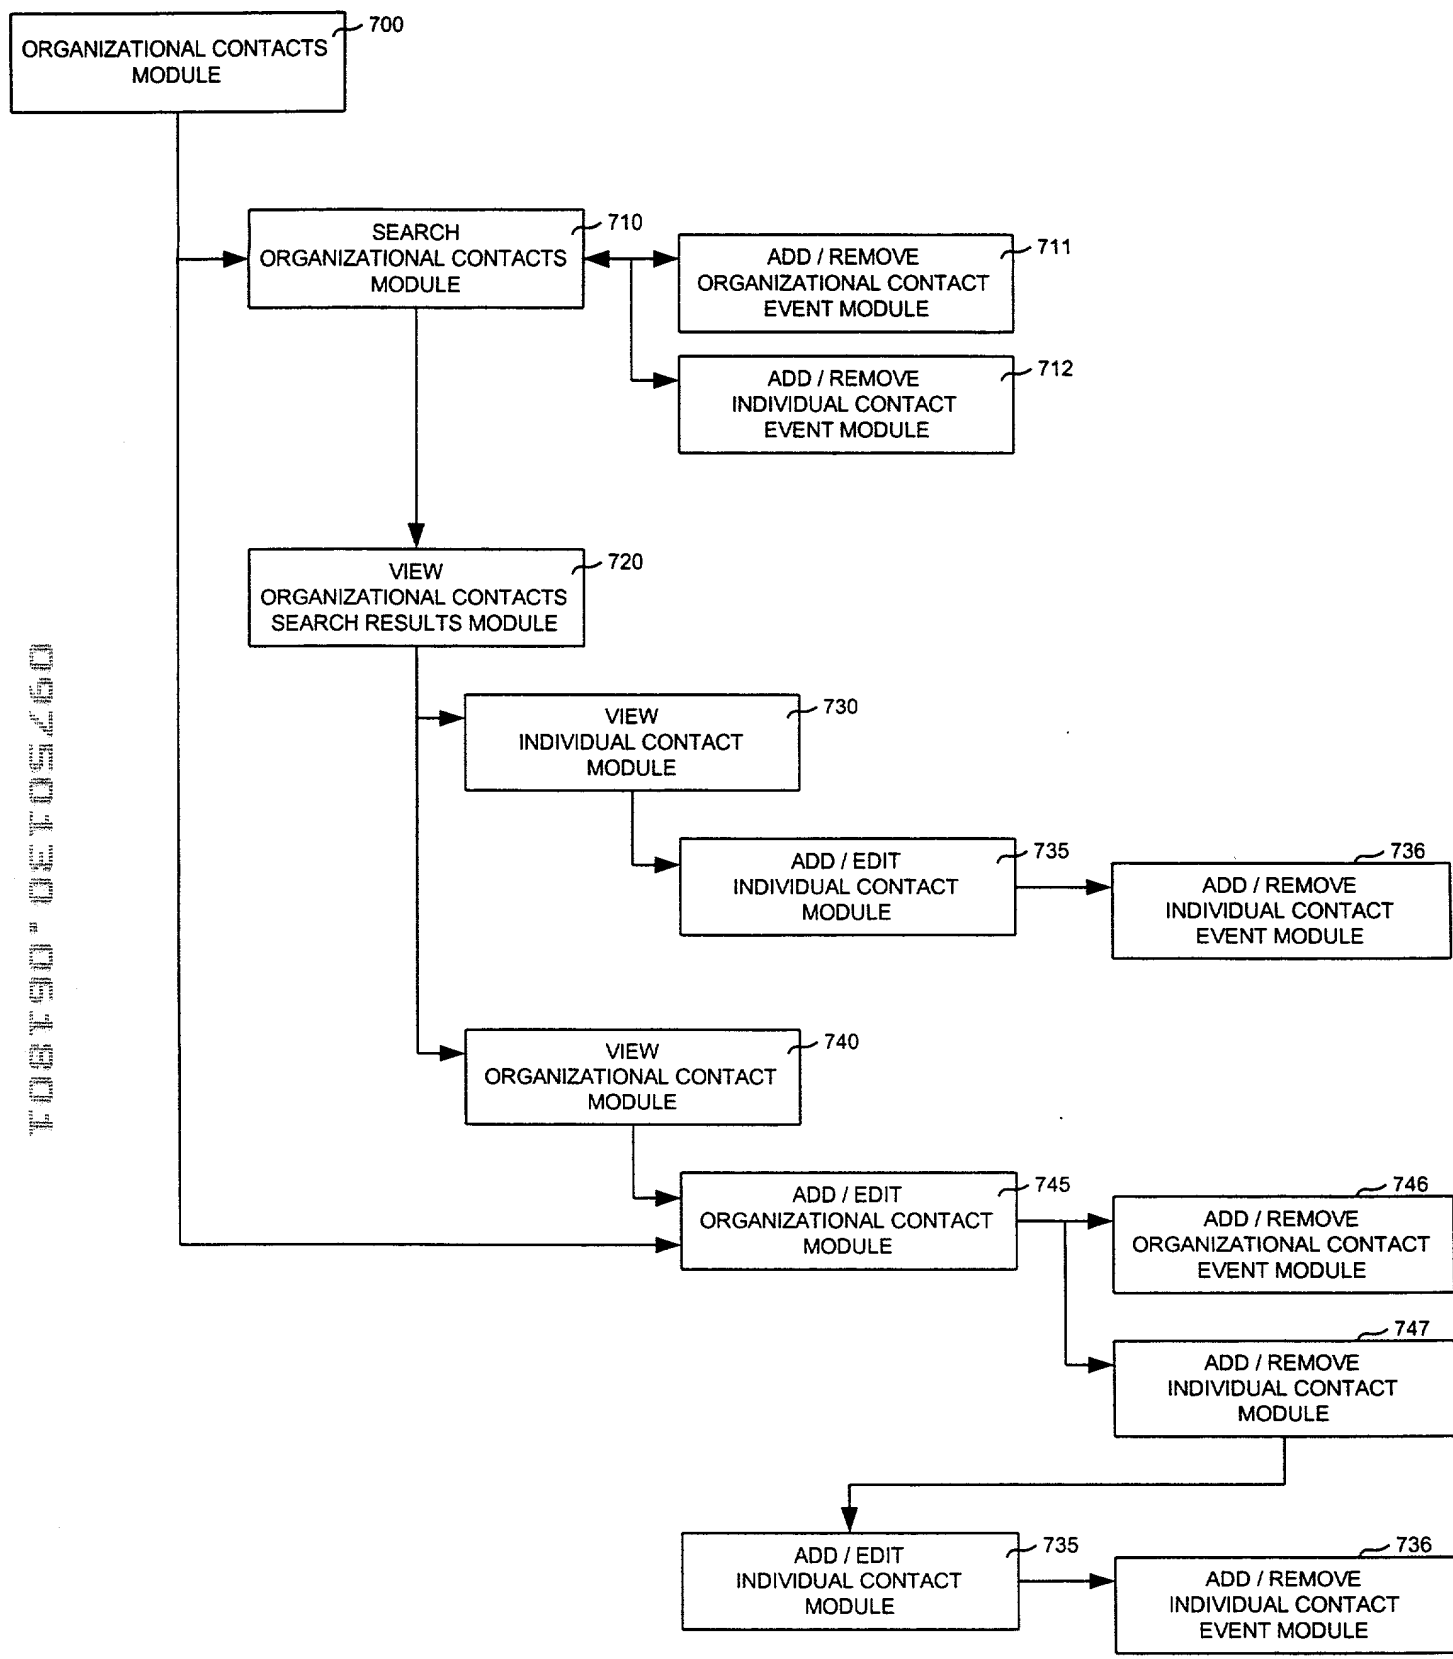 700
ORGANIZATIONAL CONTACTS
MODULE
710
SEARCH
ORGANIZATIONAL CONTACTS
MODULE
711
ADD / REMOVE
ORGANIZATIONAL CONTACT
EVENT MODULE
712
ADD / REMOVE
INDIVIDUAL CONTACT
EVENT MODULE
720
VIEW
ORGANIZATIONAL CONTACTS
SEARCH RESULTS MODULE
09750130.061801
730
VIEW
INDIVIDUAL CONTACT
MODULE
735
ADD / EDIT
INDIVIDUAL CONTACT
MODULE
736
ADD / REMOVE
INDIVIDUAL CONTACT
EVENT MODULE
740
VIEW
ORGANIZATIONAL CONTACT
MODULE
745
ADD / EDIT
ORGANIZATIONAL CONTACT
MODULE
746
ADD / REMOVE
ORGANIZATIONAL CONTACT
EVENT MODULE
747
ADD / REMOVE
INDIVIDUAL CONTACT
MODULE
735
ADD / EDIT
INDIVIDUAL CONTACT
MODULE
736
ADD / REMOVE
INDIVIDUAL CONTACT
EVENT MODULE